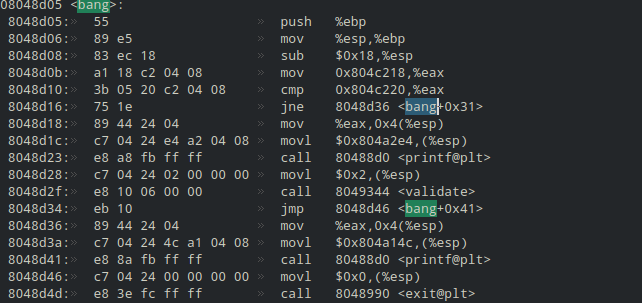 08048d05 <bang>:
8048d05:» 55 » push %ebp
8048d06:» 89 e5 » mov %esp,%ebp
8048d08:» 83 ec 18 » sub $0x18,%esp
8048d0b:» a1 18 c2 04 08 » mov 0x804c218,%eax
8048d10:» 3b 05 20 c2 04 08 » cmp 0x804c220,%eax
8048d16:» 75 1e » jne 8048d36 <bang+0x31>
8048d18:» 89 44 24 04 » mov %eax,0x4(%esp)
8048d1c:» c7 04 24 e4 a2 04 08 » movl $0x804a2e4,(%esp)
8048d23:» e8 a8 fb ff ff » call 80488d0 <printf@plt>
8048d28:» c7 04 24 02 00 00 00 » movl $0x2,(%esp)
8048d2f:» e8 10 06 00 00 » call 8049344 <validate>
8048d34:» eb 10 » jmp 8048d46 <bang+0x41>
8048d36:» 89 44 24 04 » mov %eax,0x4(%esp)
8048d3a:» c7 04 24 4c a1 04 08 » movl $0x804a14c,(%esp)
8048d41:» e8 8a fb ff ff » call 80488d0 <printf@plt>
8048d46:» c7 04 24 00 00 00 00 » movl $0x0,(%esp)
8048d4d:» e8 3e fc ff ff » call 8048990 <exit@plt>